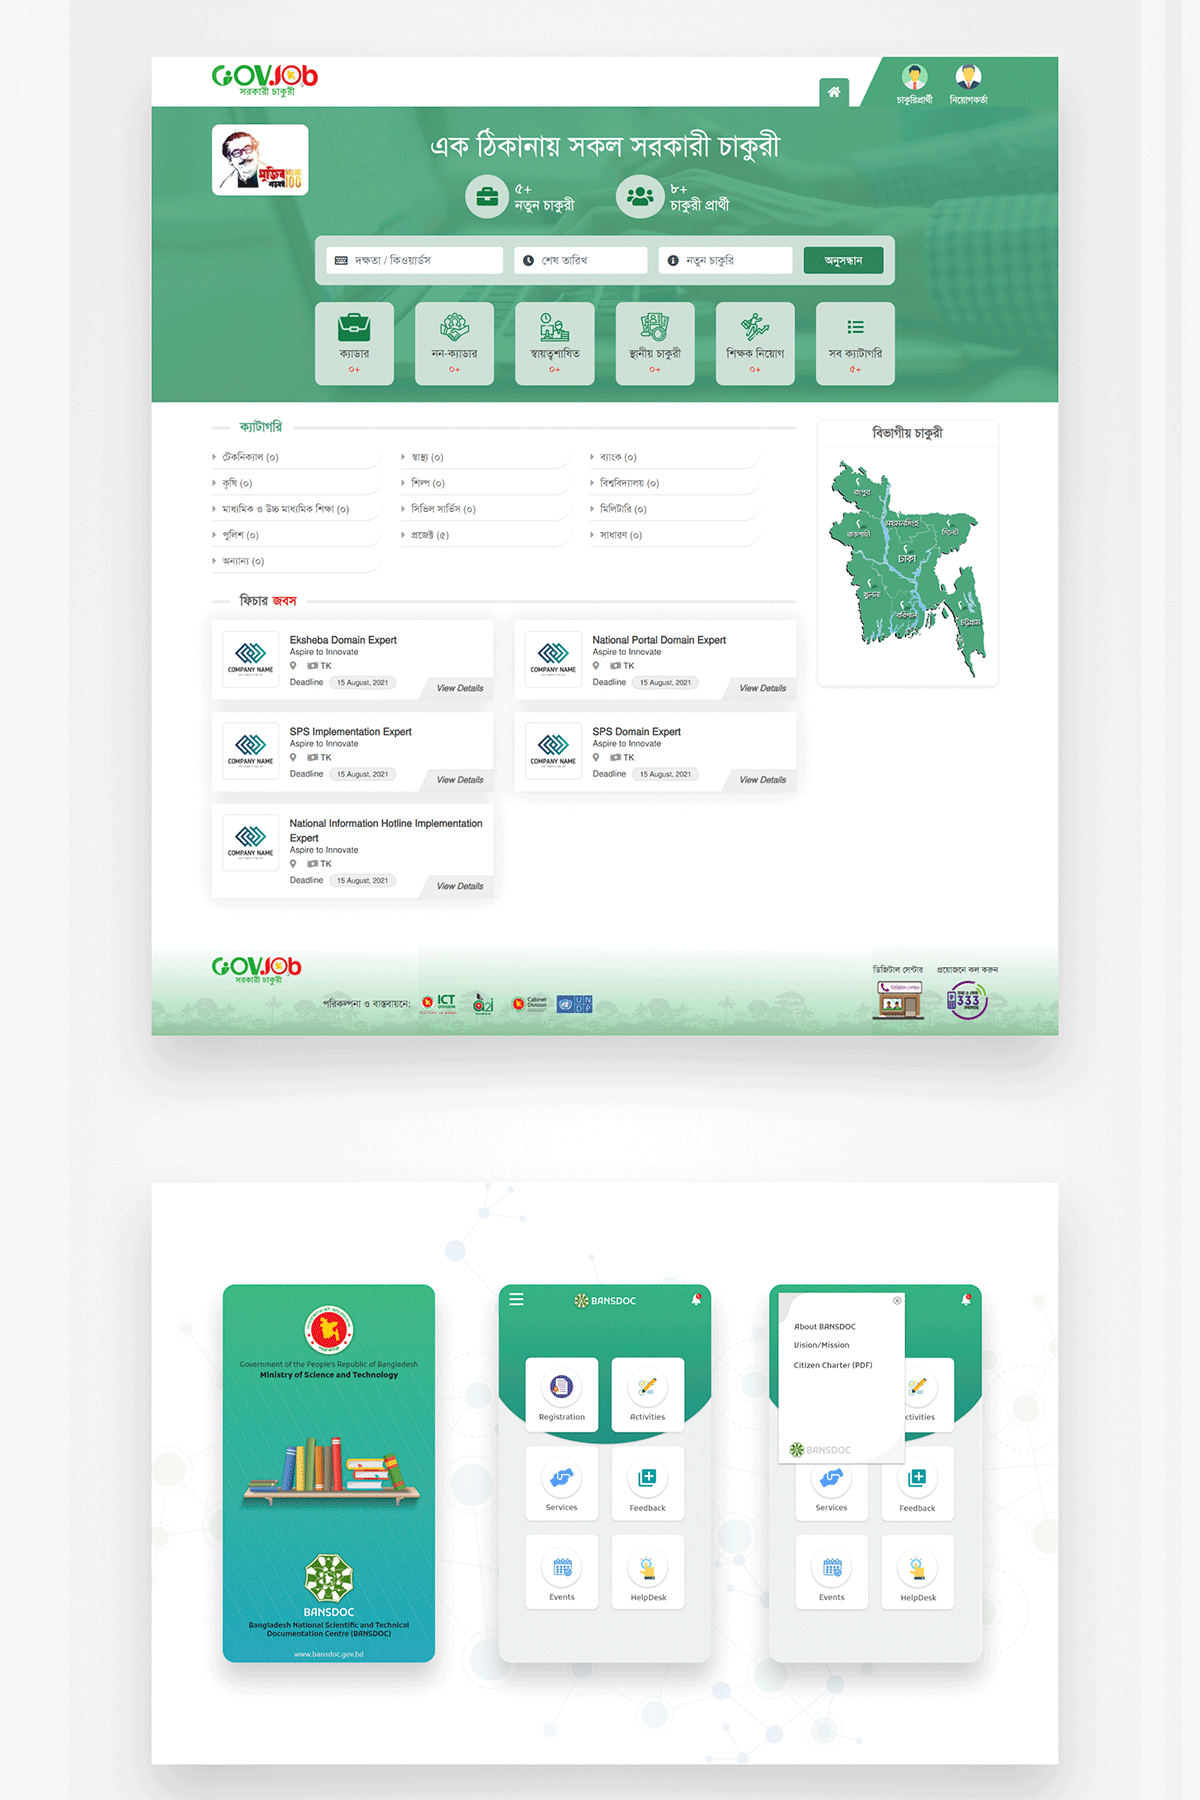 GOVJOb
সরকারী চাকুরী
চাকুরিপ্রার্থী
নিয়োগকর্তা
এক ঠিকানায় সকল সরকারী চাকুরী
মুজিব
শতবর্ষ
100
৫+
নতুন চাকুরী
৮+
চাকুরী প্রার্থী
দক্ষতা / কিওয়ার্ডস
শেষ তারিখ
নতুন চাকুরি
অনুসন্ধান
ক্যাডার
০+
নন-ক্যাডার
০+
স্বায়ত্বশাষিত
০+
স্থানীয় চাকুরী
০+
শিক্ষক নিয়োগ
০+
সব ক্যাটাগরি
৫+
ক্যাটাগরি
টেকনিক্যাল (০)
স্বাস্থ্য (০)
ব্যাংক (০)
কৃষি (০)
শিল্প (০)
বিশ্ববিদ্যালয় (০)
মাধ্যমিক ও উচ্চ মাধ্যমিক শিক্ষা (০)
সিভিল সার্ভিস (০)
মিলিটারি (০)
পুলিশ (০)
প্রজেক্ট (৫)
সাধারণ (০)
অন্যান্য (০)
বিভাগীয় চাকুরী
রংপুর
ময়মনসিংহ
সিলেট
রাজশাহী
ঢাকা
খুলনা
বরিশাল
চট্টগ্রাম
ফিচার জবস
COMPANY NAME
Eksheba Domain Expert
Aspire to Innovate
TK
Deadline 15 August, 2021
View Details
COMPANY NAME
National Portal Domain Expert
Aspire to Innovate
TK
Deadline 15 August, 2021
View Details
COMPANY NAME
SPS Implementation Expert
Aspire to Innovate
TK
Deadline 15 August, 2021
View Details
COMPANY NAME
SPS Domain Expert
Aspire to Innovate
TK
Deadline 15 August, 2021
View Details
COMPANY NAME
National Information Hotline Implementation
Expert
Aspire to Innovate
TK
Deadline 15 August, 2021
View Details
GOVJOb
সরকারী চাকুরী
পরিকল্পনা ও বাস্তবায়নে:
ICT
DIVISION
a2i
Cabinet
Division
UN
DP
ডিজিটাল সেন্টার
প্রয়োজনে কল করুন
ডিজিটাল সেন্টার
333
Government of the People's Republic of Bangladesh
Ministry of Science and Technology
BANSDOC
Bangladesh National Scientific and Technical
Documentation Centre (BANSDOC)
www.bansdoc.gov.bd
BANSDOC
Registration
Activities
Services
Feedback
Events
HelpDesk
About BANSDOC
Vision/Mission
Citizen Charter (PDF)
BANSDOC
ctivities
Services
Feedback
Events
HelpDesk